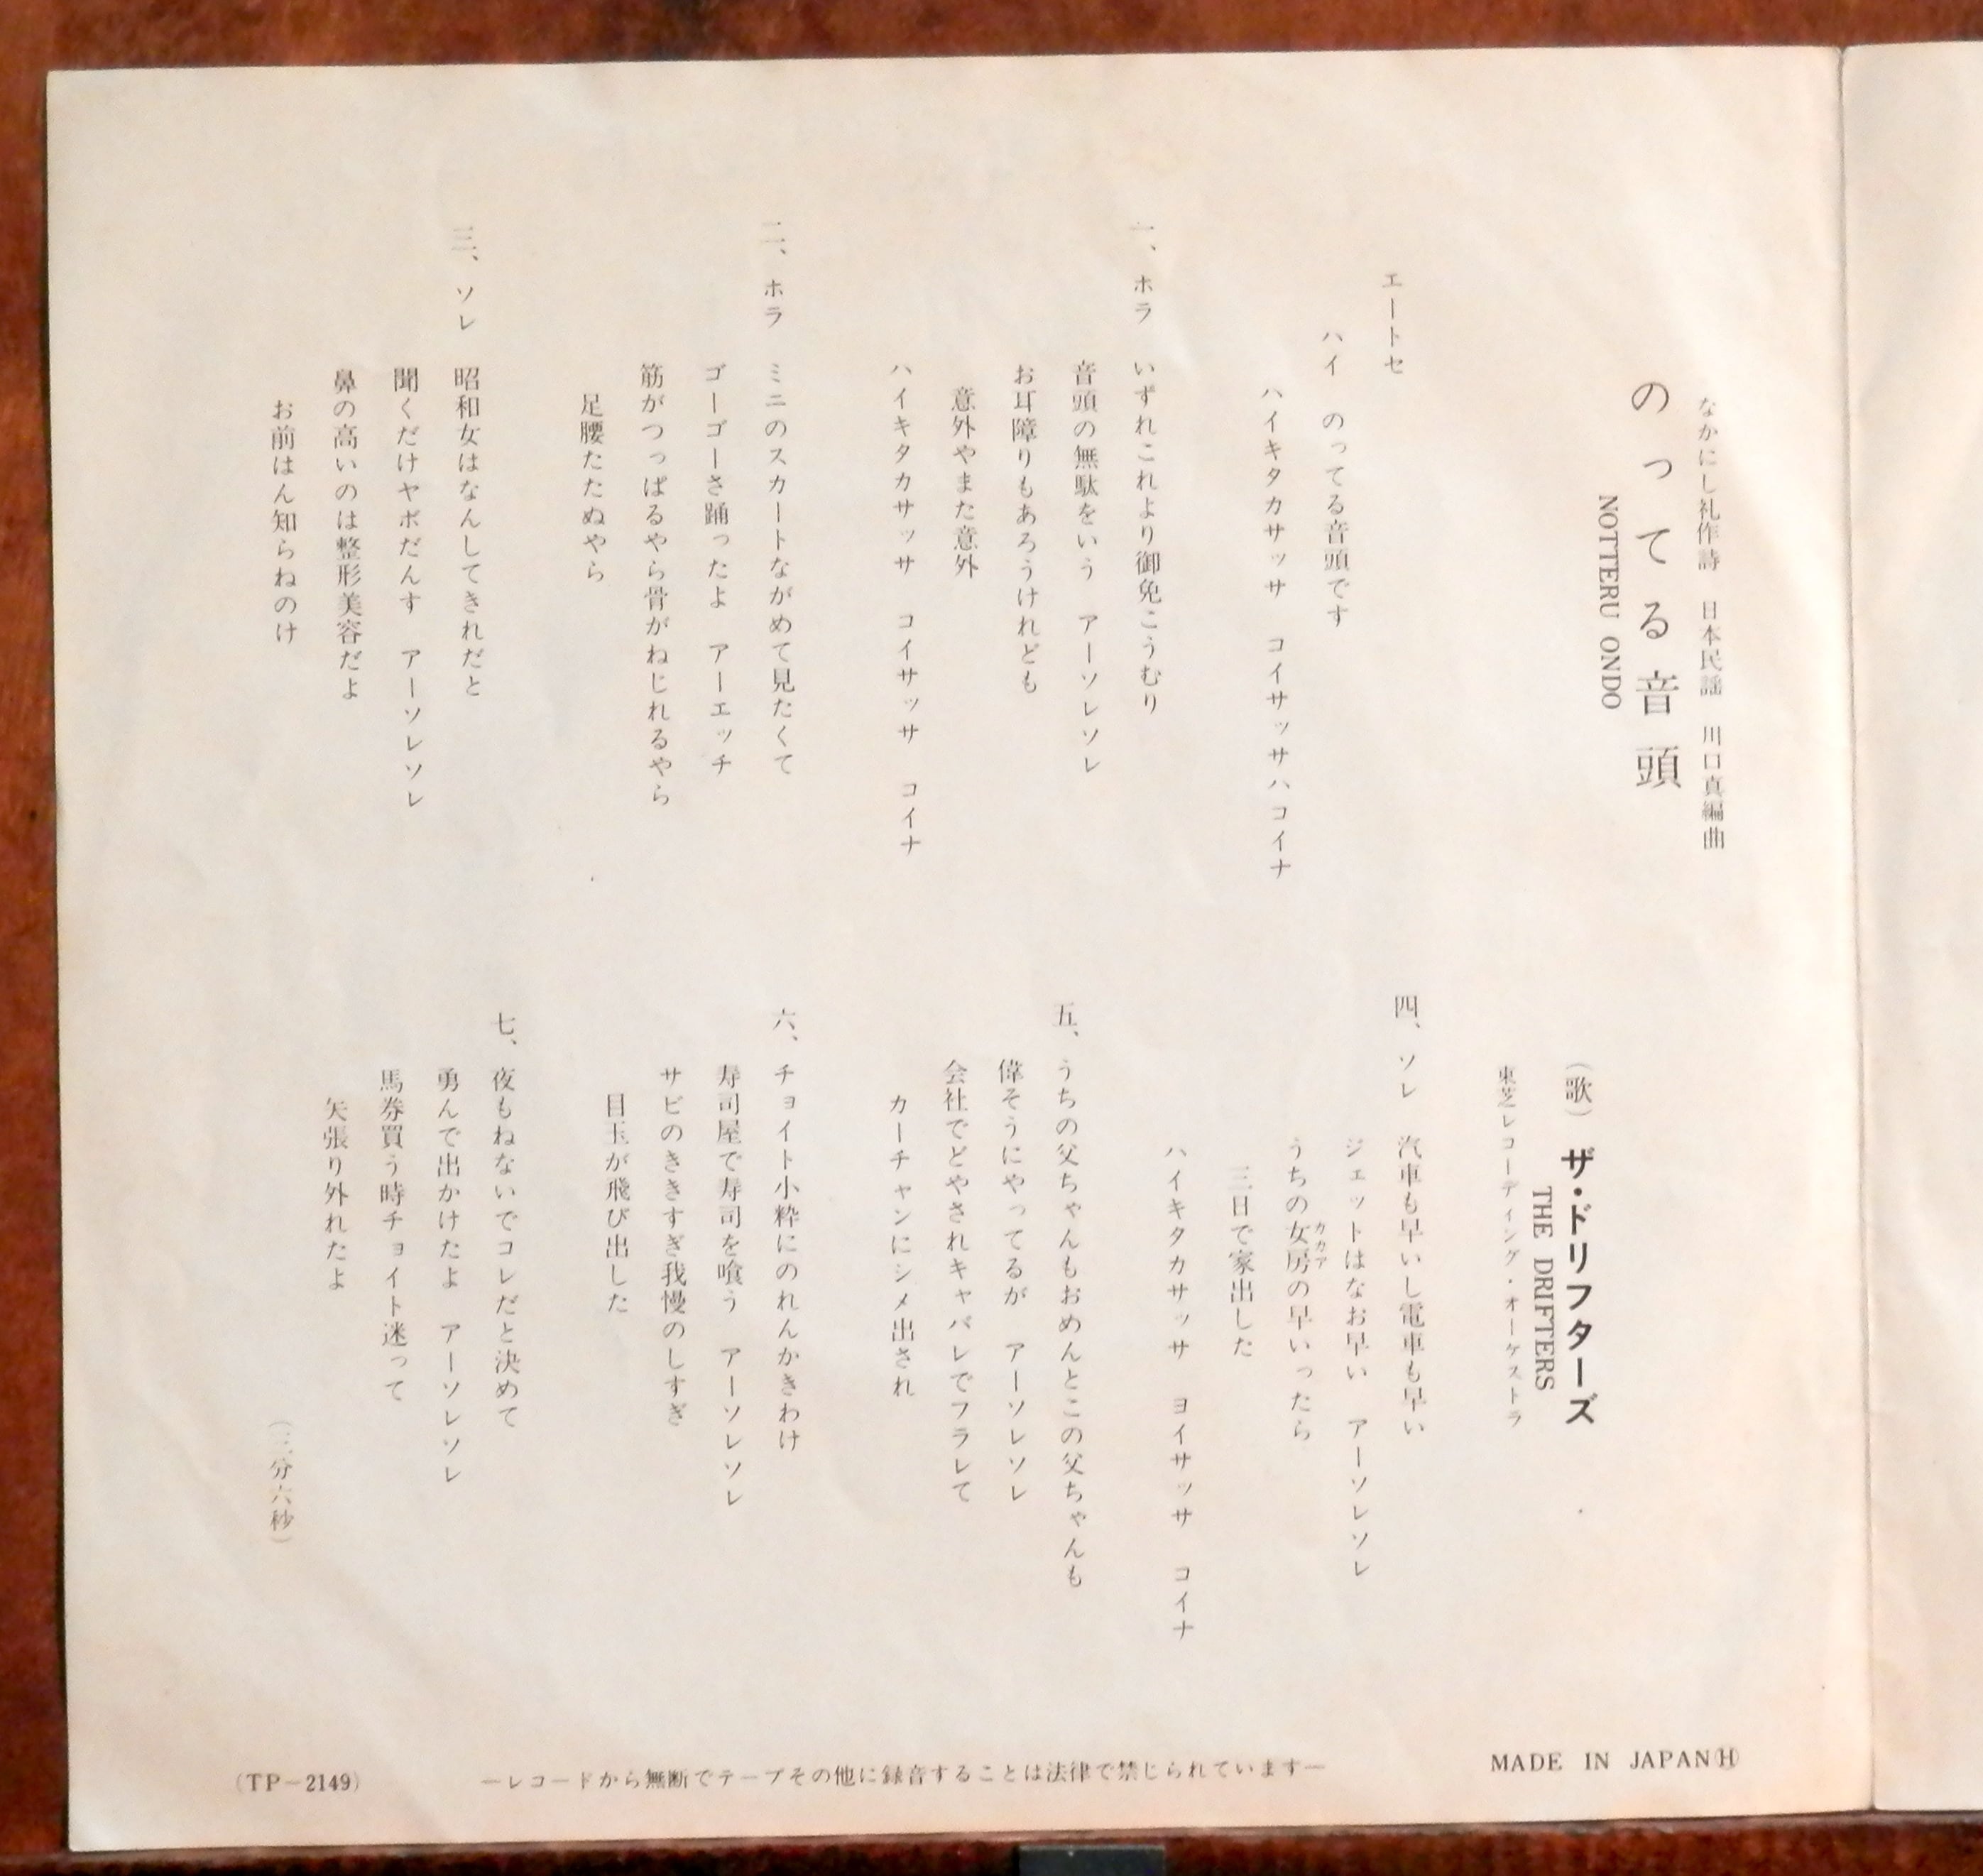 なかにし礼作詩　日本民謡　川口真編曲
のってる音頭
NOTTERU ONDO
エートセ
ハイ　のってる音頭です
ハイキタカサッサ　コイサッサハコイナ
一、ホラ　いずれこれより御免こうむり
音頭の無駄をいう　アーソレソレ
お耳障りもあろうけれども
意外やまた意外
ハイキタカサッサ　コイサッサ　コイナ
二、ホラ　ミニのスカートながめて見たくて
ゴーゴーさ踊ったよ　アーエッチ
筋がつっぱるやら骨がねじれるやら
足腰たたぬやら
三、ソレ　昭和女はなんしてきれだと
聞くだけヤボだんす　アーソレソレ
鼻の高いのは整形美容だよ
お前はん知らねのけ
（歌）ザ・ドリフターズ
THE DRIFTERS
東芝レコーディング・オーケストラ
四、ソレ　汽車も早いし電車も早い
ジェットはなお早い　アーソレソレ
うちの女房の早いったら
カカア
三日で家出した
ハイキタカサッサ　ヨイサッサ　コイナ
五、うちの父ちゃんもおめんとこの父ちゃんも
偉そうにやってるが　アーソレソレ
会社でどやされキャバレでフラレて
カーチャンにシメ出され
六、チョイト小粋にのれんかきわけ
寿司屋で寿司を喰う　アーソレソレ
サビのききすぎ我慢のしすぎ
目玉が飛び出した
七、夜もねないでコレだと決めて
勇んで出かけたよ　アーソレソレ
馬券買う時チョイト迷って
矢張り外れたよ
（三分六秒）
(TP-2149)
―レコードから無断でテープその他に録音することは法律で禁じられています―
MADE IN JAPAN Ⓗ